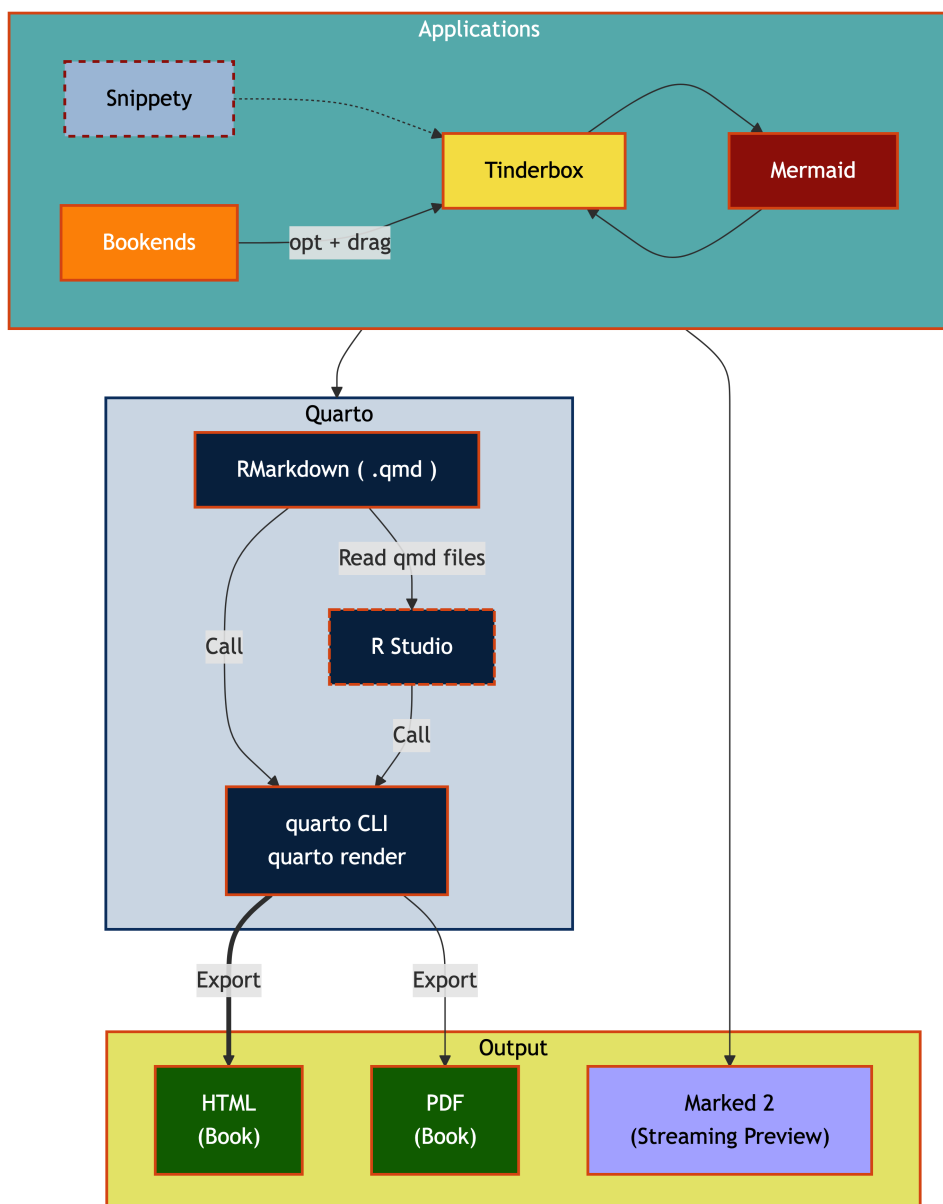 Applications
Snippety
Tinderbox
Mermaid
Bookends
opt + drag
Quarto
RMarkdown ( .qmd )
Read qmd files
Call
R Studio
Call
quarto CLI
quarto render
Export
Export
Output
HTML
(Book)
PDF
(Book)
Marked 2
(Streaming Preview)